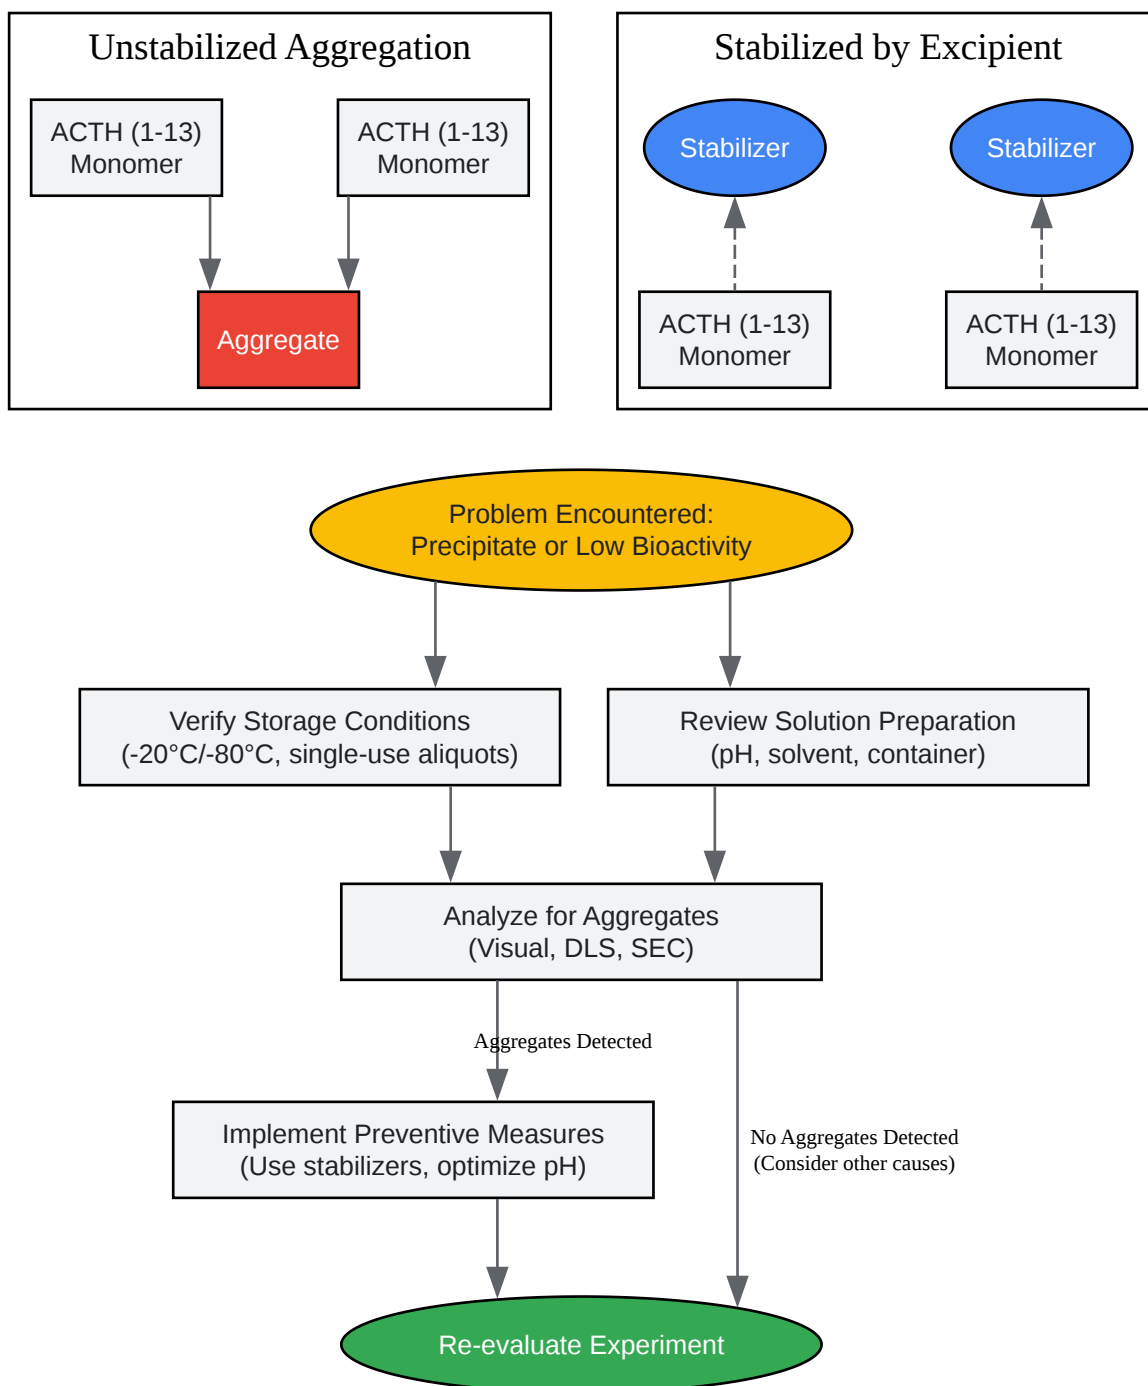 Unstabilized Aggregation
ACTH (1-13)
Monomer
ACTH (1-13)
Monomer
Aggregate
Stabilized by Excipient
Stabilizer
Stabilizer
ACTH (1-13)
Monomer
ACTH (1-13)
Monomer
Problem Encountered:
Precipitate or Low Bioactivity
Verify Storage Conditions
(-20°C/-80°C, single-use aliquots)
Review Solution Preparation
(pH, solvent, container)
Analyze for Aggregates
(Visual, DLS, SEC)
Aggregates Detected
Implement Preventive Measures
(Use stabilizers, optimize pH)
No Aggregates Detected
(Consider other causes)
Re-evaluate Experiment